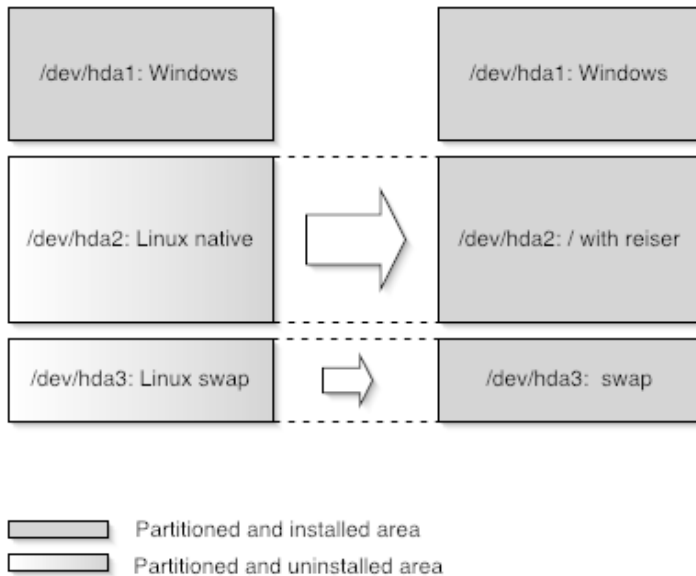 /dev/hda1: Windows
/dev/hda1: Windows
/dev/hda2: Linux native
/dev/hda2: / with reiser
/dev/hda3: Linux swap
/dev/hda3: swap
Partitioned and installed area
Partitioned and uninstalled area